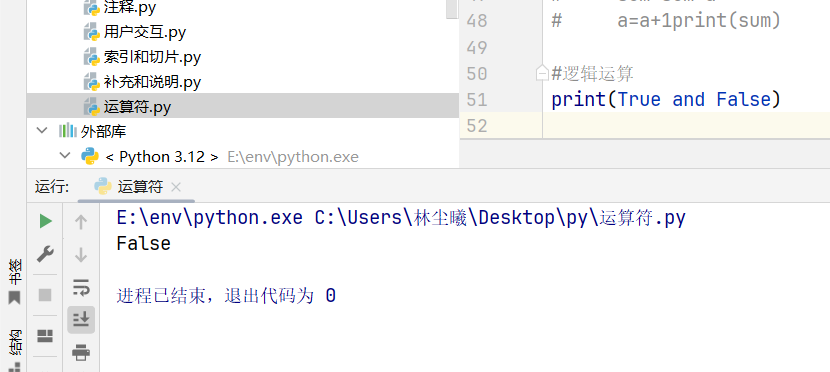 注释.py
用户交互.py
索引和切片.py
补充和说明.py
运算符.py
外部库
< Python 3.12 > E:\env\python.exe
48 # a=a+1print(sum)
49
50 #逻辑运算
51 print(True and False)
52
运行: 运算符
E:\env\python.exe C:\Users\林尘曦\Desktop\py\运算符.py
False
进程已结束，退出代码为 0
书签
结构